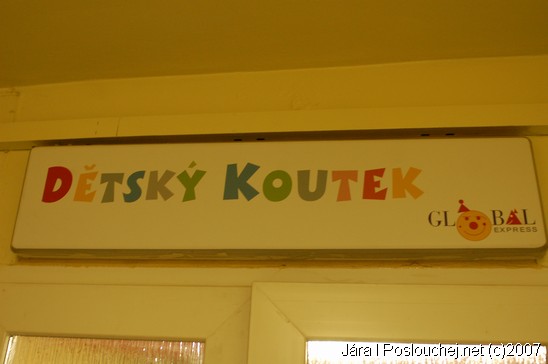 DĚTSKÝ KOUTEK
GLOBAL
EXPRESS
Jára | Poslouchej.net (c)2007